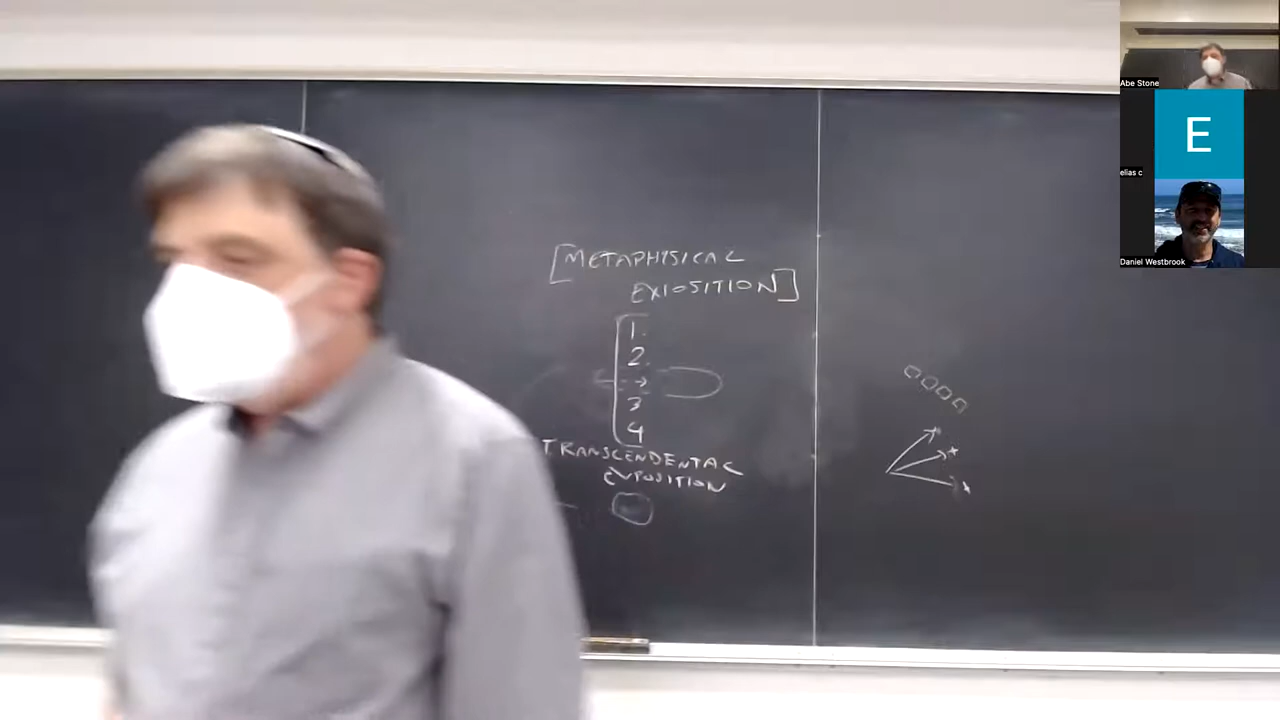 [METAPHYSICAL
EXPOSITION]
1.
2.
3
4
TRANSCENDENTAL
EXPOSITION
Abe Stone
E
elias c
Daniel Westbrook